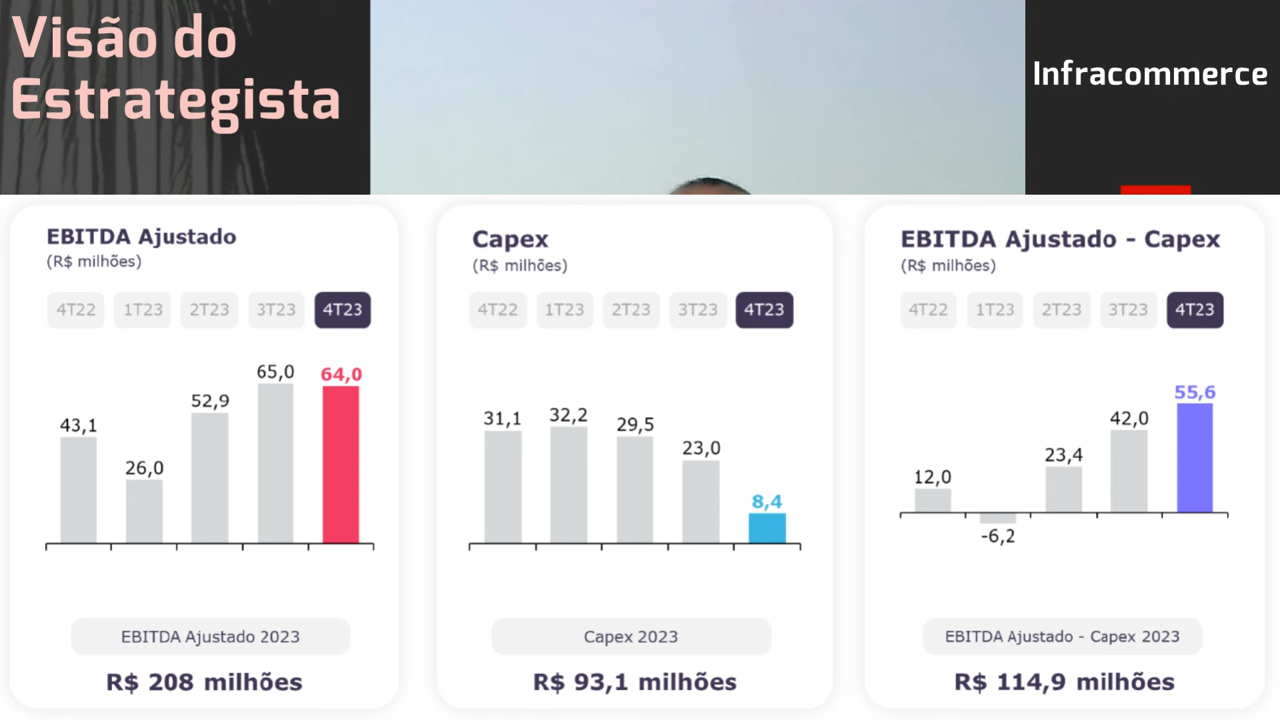 Visão do
Estrategista
Infracommerce
EBITDA Ajustado
(R$ milhões)
4T22 1T23 2T23 3T23 4T23
43,1 26,0 52,9 65,0 64,0
EBITDA Ajustado 2023
R$ 208 milhões
Capex
(R$ milhões)
4T22 1T23 2T23 3T23 4T23
31,1 32,2 29,5 23,0 8,4
Capex 2023
R$ 93,1 milhões
EBITDA Ajustado - Capex
(R$ milhões)
4T22 1T23 2T23 3T23 4T23
12,0 -6,2 23,4 42,0 55,6
EBITDA Ajustado - Capex 2023
R$ 114,9 milhões